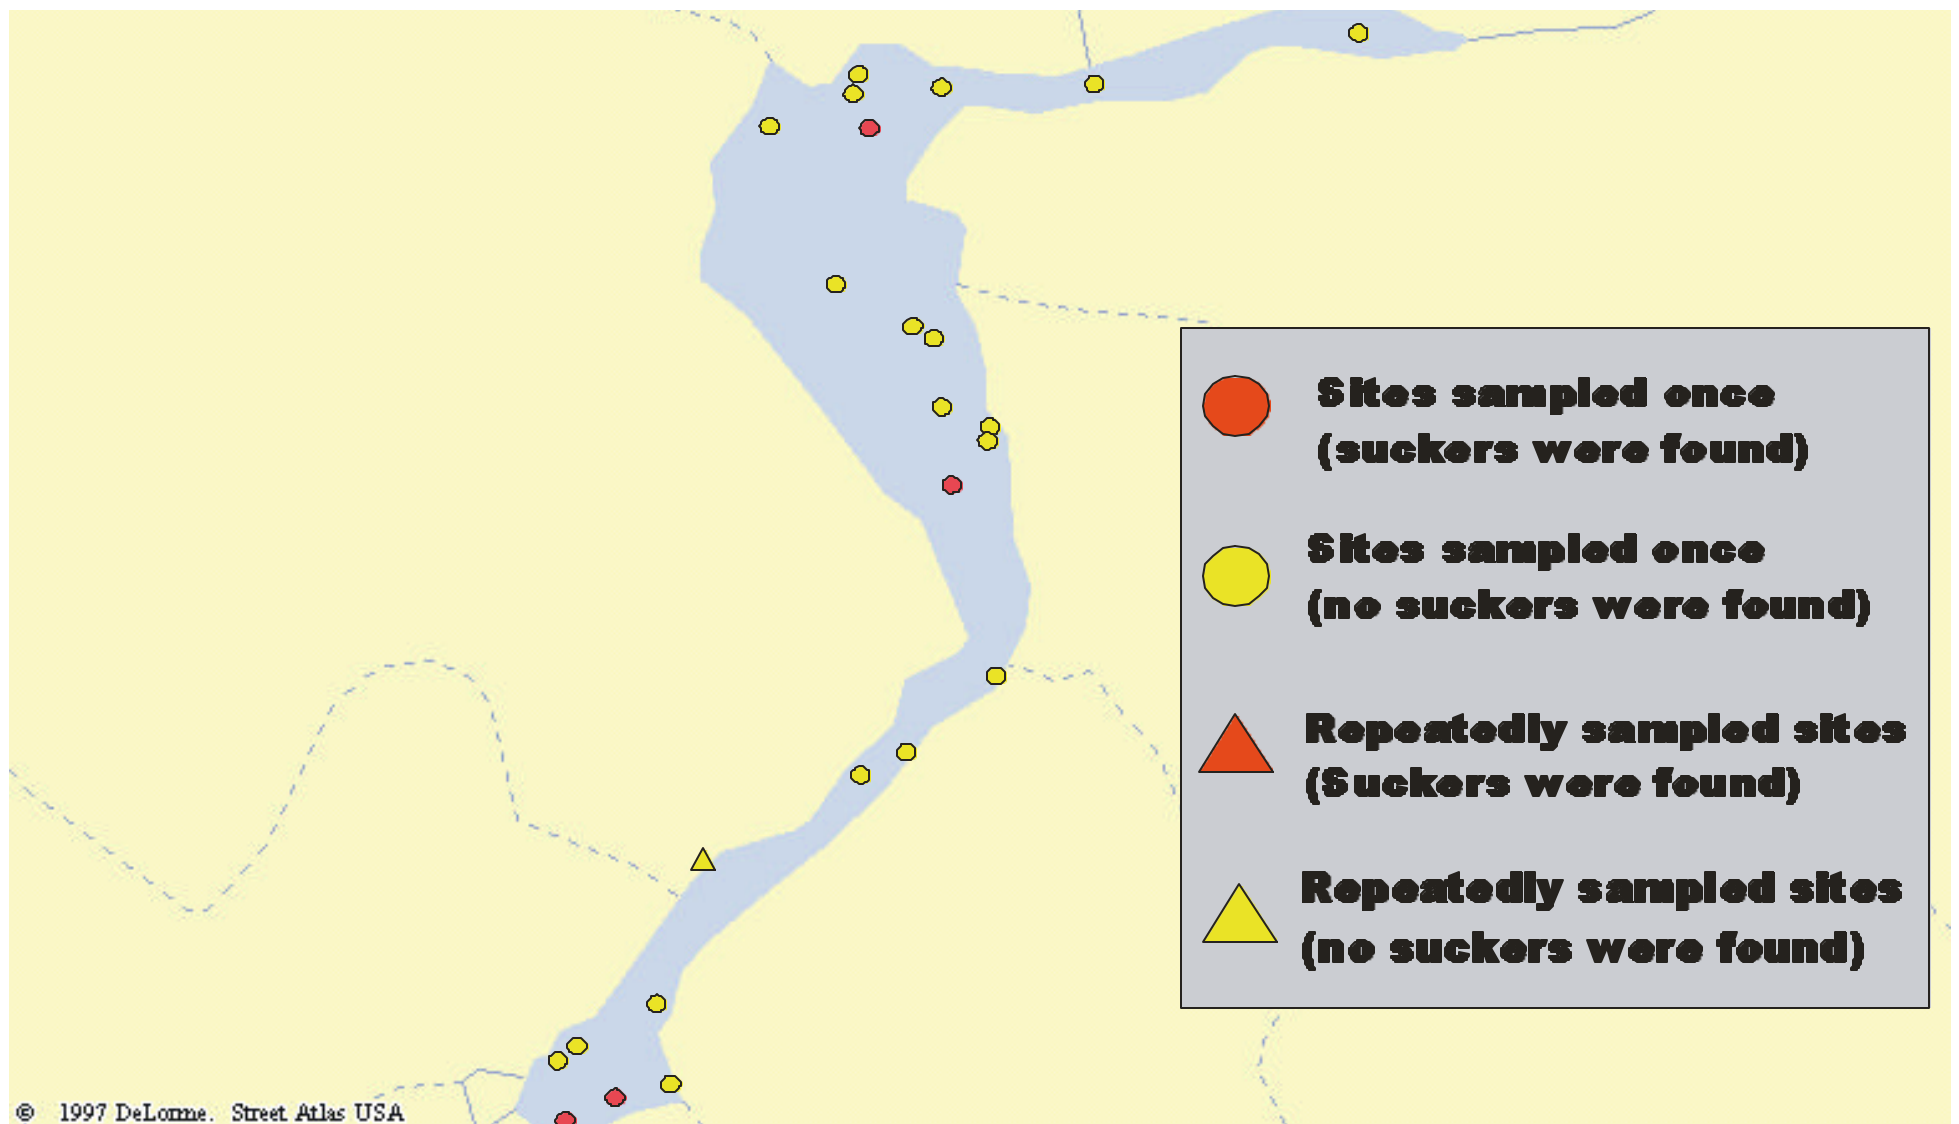 Sites sampled once
(suckers were found)
Sites sampled once
(no suckers were found)
Repeatedly sampled sites
(Suckers were found)
Repeatedly sampled sites
(no suckers were found)
© 1997 DeLorme. Street Atlas USA